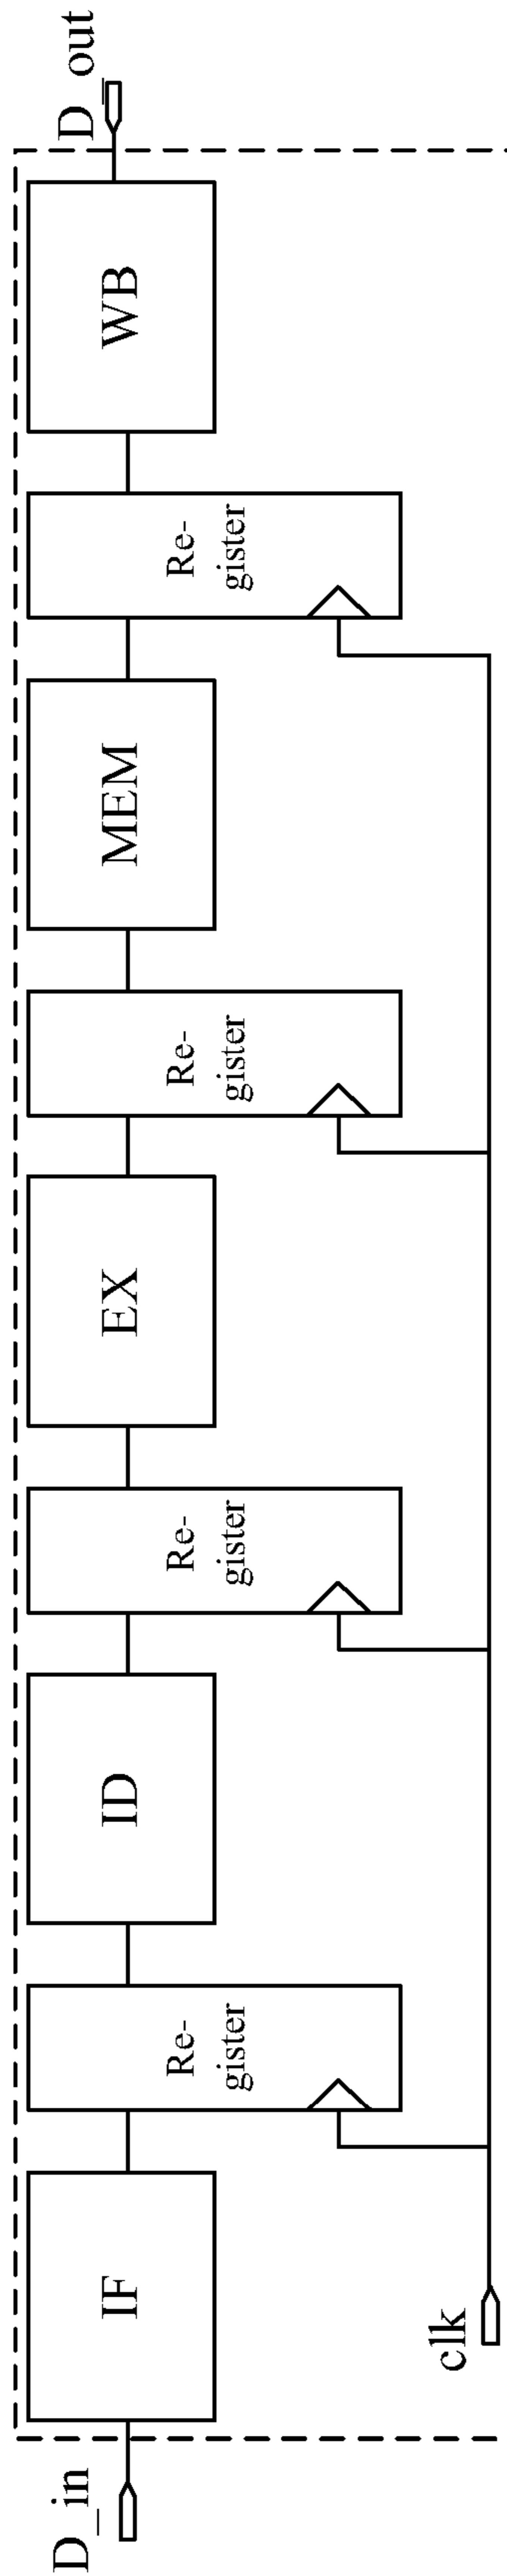 D_in
IF
Re-
gister
ID
Re-
gister
EX
Re-
gister
MEM
Re-
gister
WB
D_out
clk